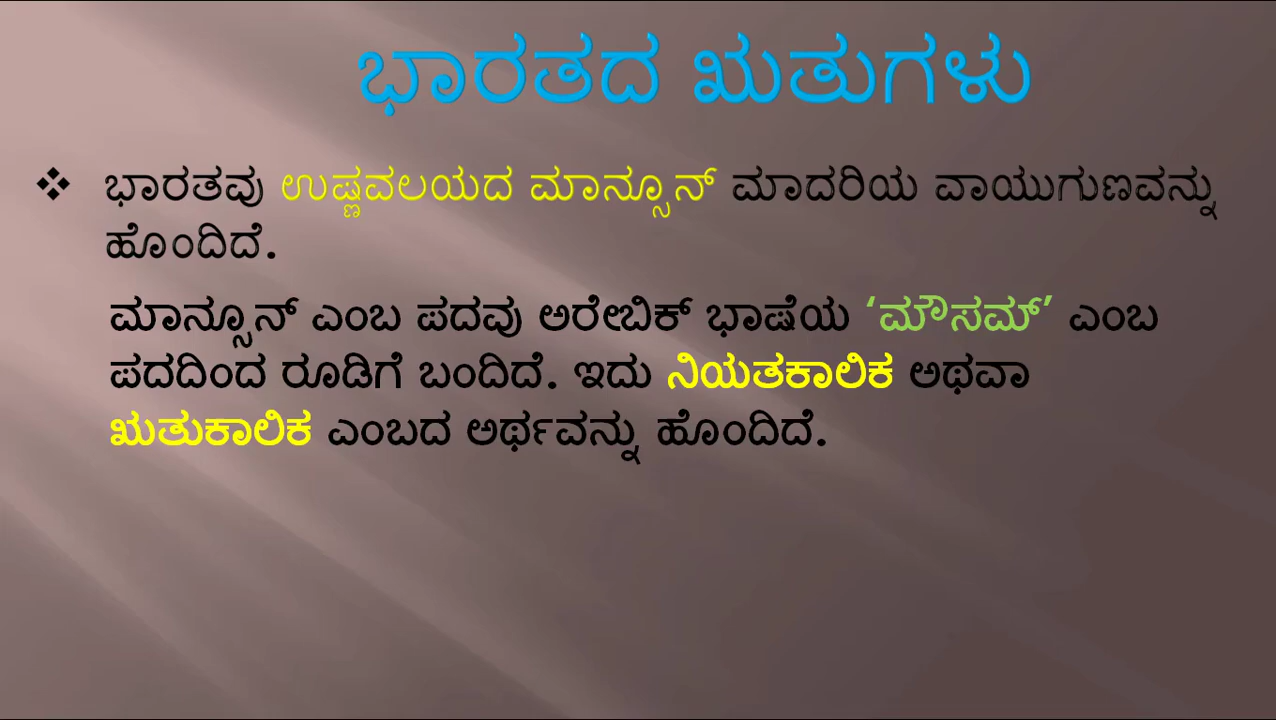 ಭಾರತದ ಋತುಗಳು
❖ ಭಾರತವು ಉಷ್ಣವಲಯದ ಮಾನ್ಸೂನ್ ಮಾದರಿಯ ವಾಯುಗುಣವನ್ನು
ಹೊಂದಿದೆ.
ಮಾನ್ಸೂನ್ ಎಂಬ ಪದವು ಅರೇಬಿಕ್ ಭಾಷೆಯ ‘ಮೌಸಮ್’ ಎಂಬ
ಪದದಿಂದ ರೂಡಿಗೆ ಬಂದಿದೆ. ಇದು ನಿಯತಕಾಲಿಕ ಅಥವಾ
ಋತುಕಾಲಿಕ ಎಂಬದ ಅರ್ಥವನ್ನು ಹೊಂದಿದೆ.